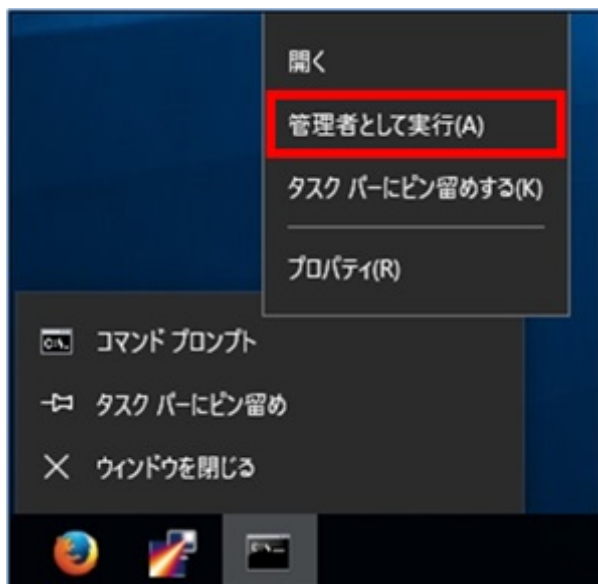 開く
管理者として実行(A)
タスク バーにピン留めする(K)
プロパティ(R)
コマンド プロンプト
タスク バーにピン留め
ウィンドウを閉じる